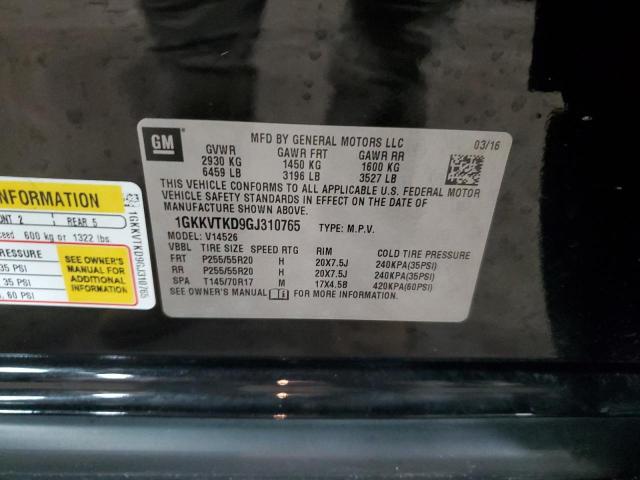 GM
MFD BY GENERAL MOTORS LLC
03/16
GVWR GAWR FRT GAWR RR
2930 KG 1450 KG 1600 KG
6459 LB 3196 LB 3527 LB
THIS VEHICLE CONFORMS TO ALL APPLICABLE U.S. FEDERAL MOTOR
VEHICLE SAFETY STANDARDS IN EFFECT ON THE DATE OF
MANUFACTURE SHOWN ABOVE.
1GKKVTKD9GJ310765 TYPE: M.P.V.
MODEL: V14526
VBBL TIRE SIZE SPEED RTG RIM COLD TIRE PRESSURE
FRT P255/55R20 H 20X7.5J 240KPA(35PSI)
RR P255/55R20 H 20X7.5J 240KPA(35PSI)
SPA T145/70R17 M 17X4.5B 420KPA(60PSI)
SEE OWNER'S MANUAL FOR MORE INFORMATION.
INFORMATION
2 REAR 5
600 kg or 1322 lbs
35 PSI
35 PSI
60 PSI
SEE OWNER'S
MANUAL FOR
ADDITIONAL
INFORMATION
1GKKVTKD9GJ310765